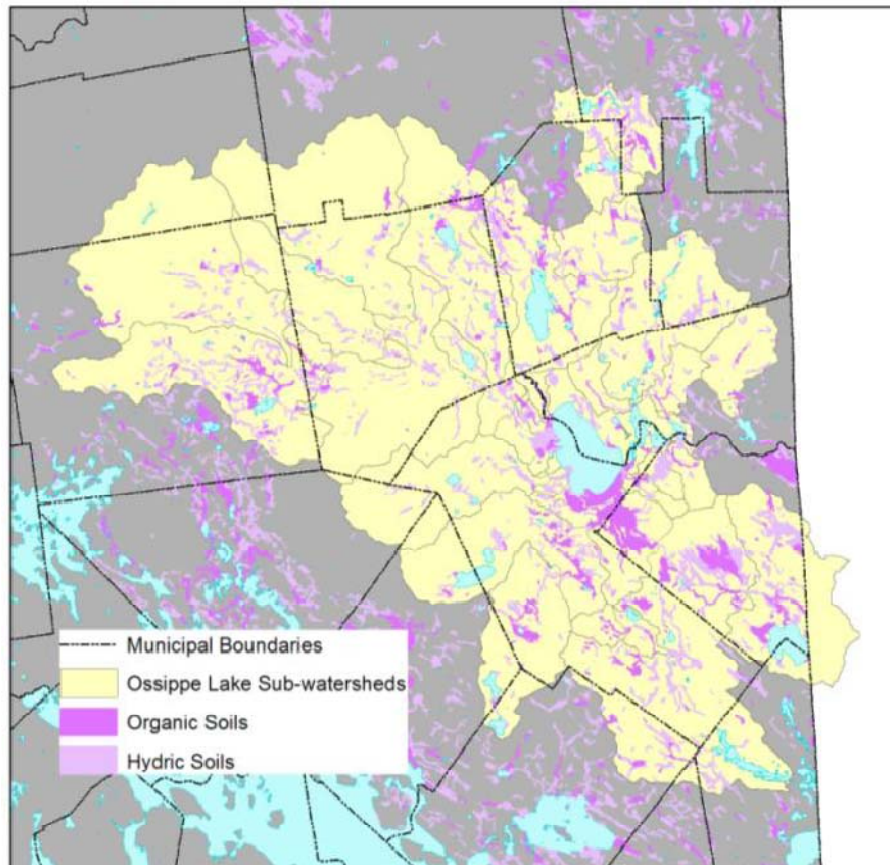 Municipal Boundaries
Ossippe Lake Sub-watersheds
Organic Soils
Hydric Soils